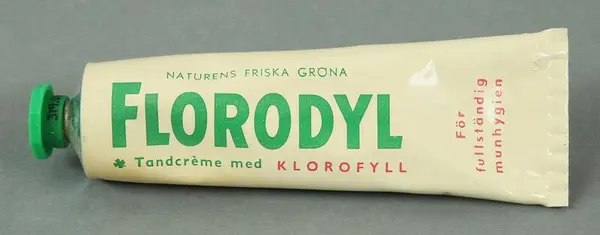 NATURENS FRISKA GRÖNA
FLORODYL
Tandcrème med KLOROFYLL
För
fullständig
munhygien